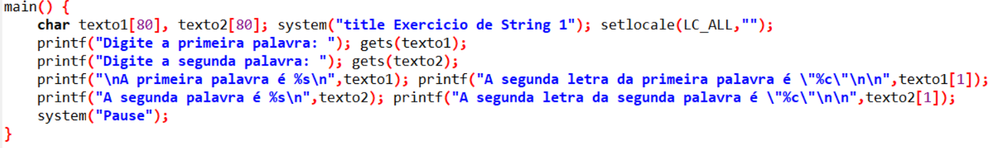 main() {
    char texto1[80], texto2[80]; system("title Exercicio de String 1"); setlocale(LC_ALL,"");
    printf("Digite a primeira palavra: "); gets(texto1);
    printf("Digite a segunda palavra: "); gets(texto2);
    printf("\nA primeira palavra é %s\n",texto1); printf("A segunda letra da primeira palavra é \"%c\"\n\n",texto1[1]);
    printf("A segunda palavra é %s\n",texto2); printf("A segunda letra da segunda palavra é \"%c\"\n\n",texto2[1]);
    system("Pause");
}